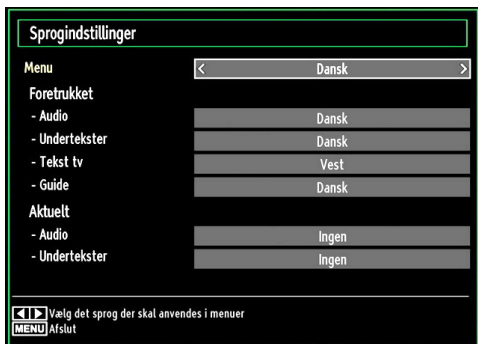 Sprogindstillinger
Menu < Dansk >
Foretrukket
- Audio Dansk
- Undertekster Dansk
- Tekst tv Vest
- Guide Dansk
Aktuelt
- Audio Ingen
- Undertekster Ingen
Vælg det sprog der skal anvendes i menuer
MENU Afslut